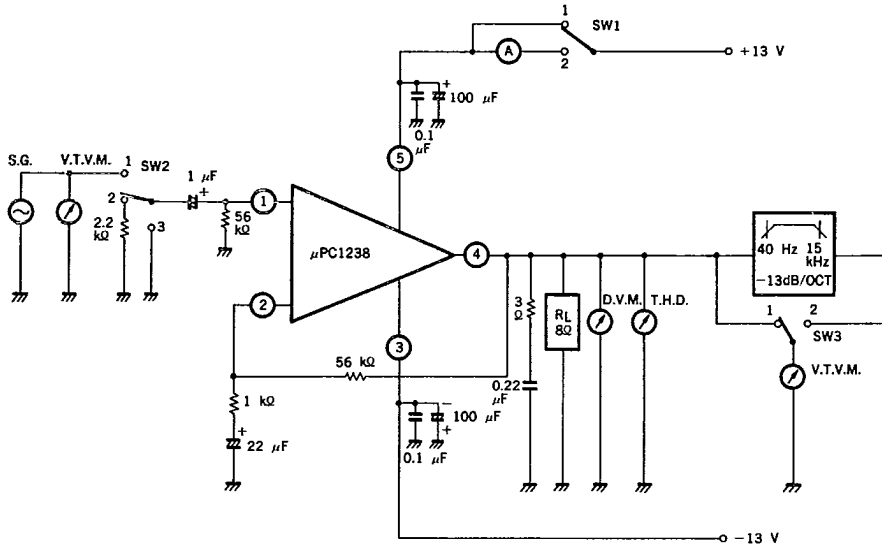 1
SW1
2
A
+13 V
+
100 μF
0.1
μF
5
S.G.
V.T.V.M.
1
SW2
2
3
2.2
kΩ
1 μF
+
56
kΩ
1
μPC1238
4
2
3
56 kΩ
1 kΩ
+
22 μF
−
100 μF
+
0.1 μF
3
Ω
0.22
μF
RL
8Ω
D.V.M.
T.H.D.
40 Hz
15
kHz
−13dB/OCT
1
2
SW3
V.T.V.M.
−13 V